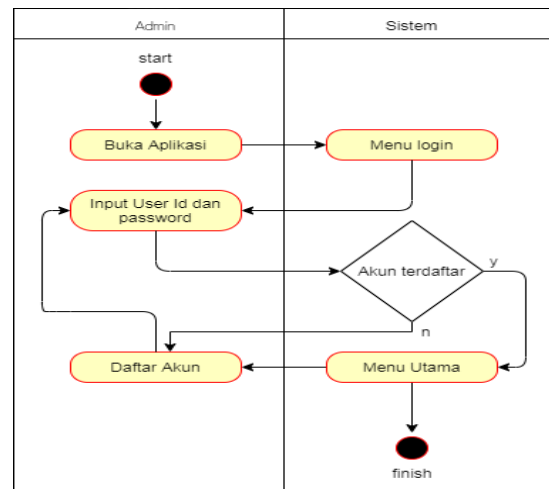 Admin
Sistem
start
Buka Aplikasi
Menu login
Input User Id dan
password
Akun terdaftar
y
n
Daftar Akun
Menu Utama
finish